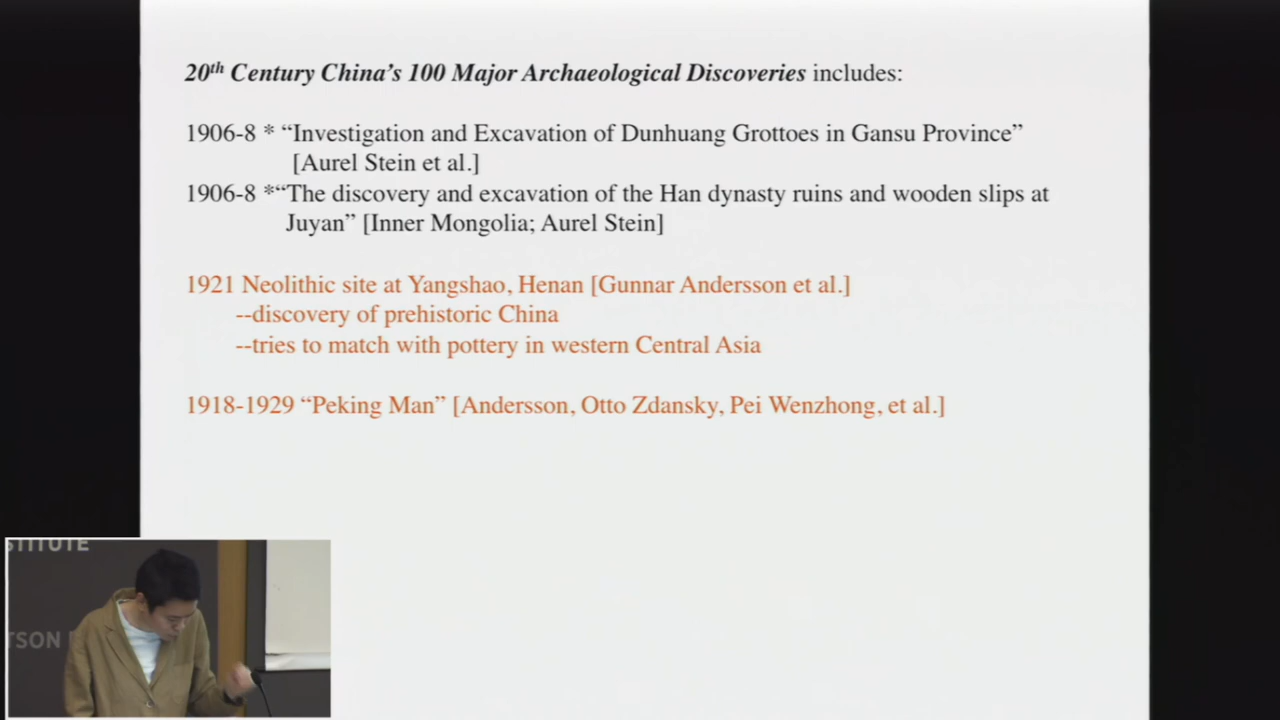 20th Century China's 100 Major Archaeological Discoveries includes:
1906-8 * “Investigation and Excavation of Dunhuang Grottoes in Gansu Province”
[Aurel Stein et al.]
1906-8 *“The discovery and excavation of the Han dynasty ruins and wooden slips at
Juyan” [Inner Mongolia; Aurel Stein]
1921 Neolithic site at Yangshao, Henan [Gunnar Andersson et al.]
--discovery of prehistoric China
--tries to match with pottery in western Central Asia
1918-1929 “Peking Man” [Andersson, Otto Zdansky, Pei Wenzhong, et al.]
STITUTE
TSON